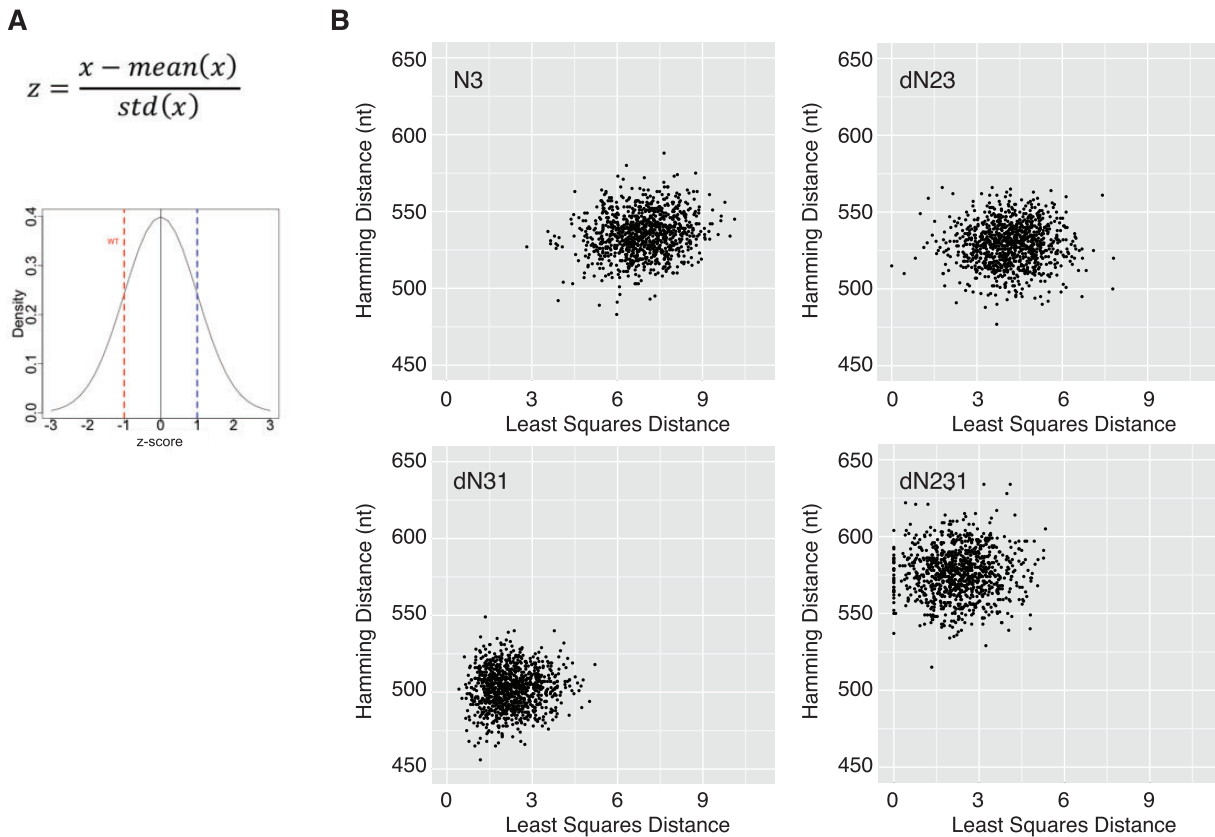 A
z = x − mean(x) / std(x)
Density
0.4
0.3
0.2
0.1
0.0
WT
-3 -2 -1 0 1 2 3
z-score
B
Hamming Distance (nt)
650
600
550
500
450
N3
0 3 6 9
Least Squares Distance
Hamming Distance (nt)
650
600
550
500
450
dN23
0 3 6 9
Least Squares Distance
Hamming Distance (nt)
650
600
550
500
450
dN31
0 3 6 9
Least Squares Distance
Hamming Distance (nt)
650
600
550
500
450
dN231
0 3 6 9
Least Squares Distance